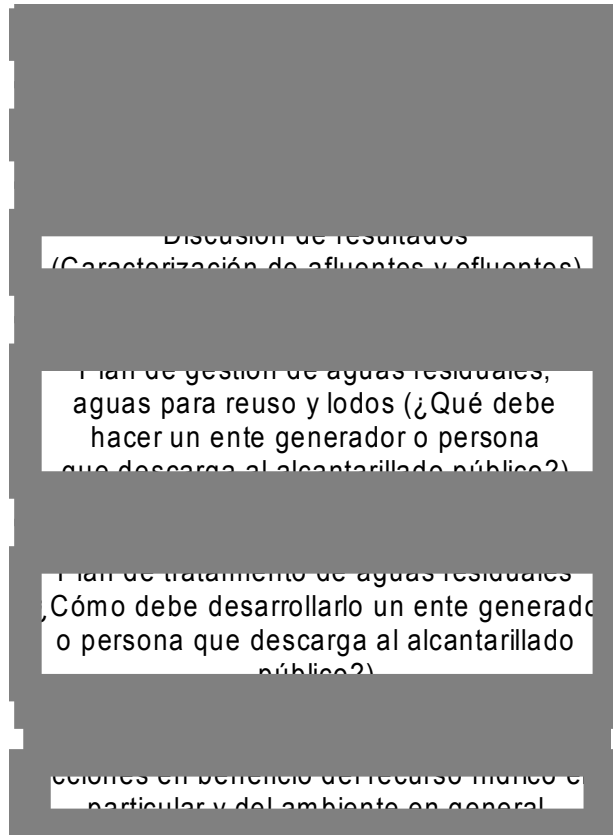 Discusión de resultados
(Caracterización de afluentes y efluentes)
Plan de gestión de aguas residuales,
aguas para reuso y lodos (¿Qué debe
hacer un ente generador o persona
que descarga al alcantarillado público?)
Plan de tratamiento de aguas residuales
¿Cómo debe desarrollarlo un ente
o persona que descarga al alcantarillado
público?)
en beneficio del recurso hídrico
particular y del ambiente en general